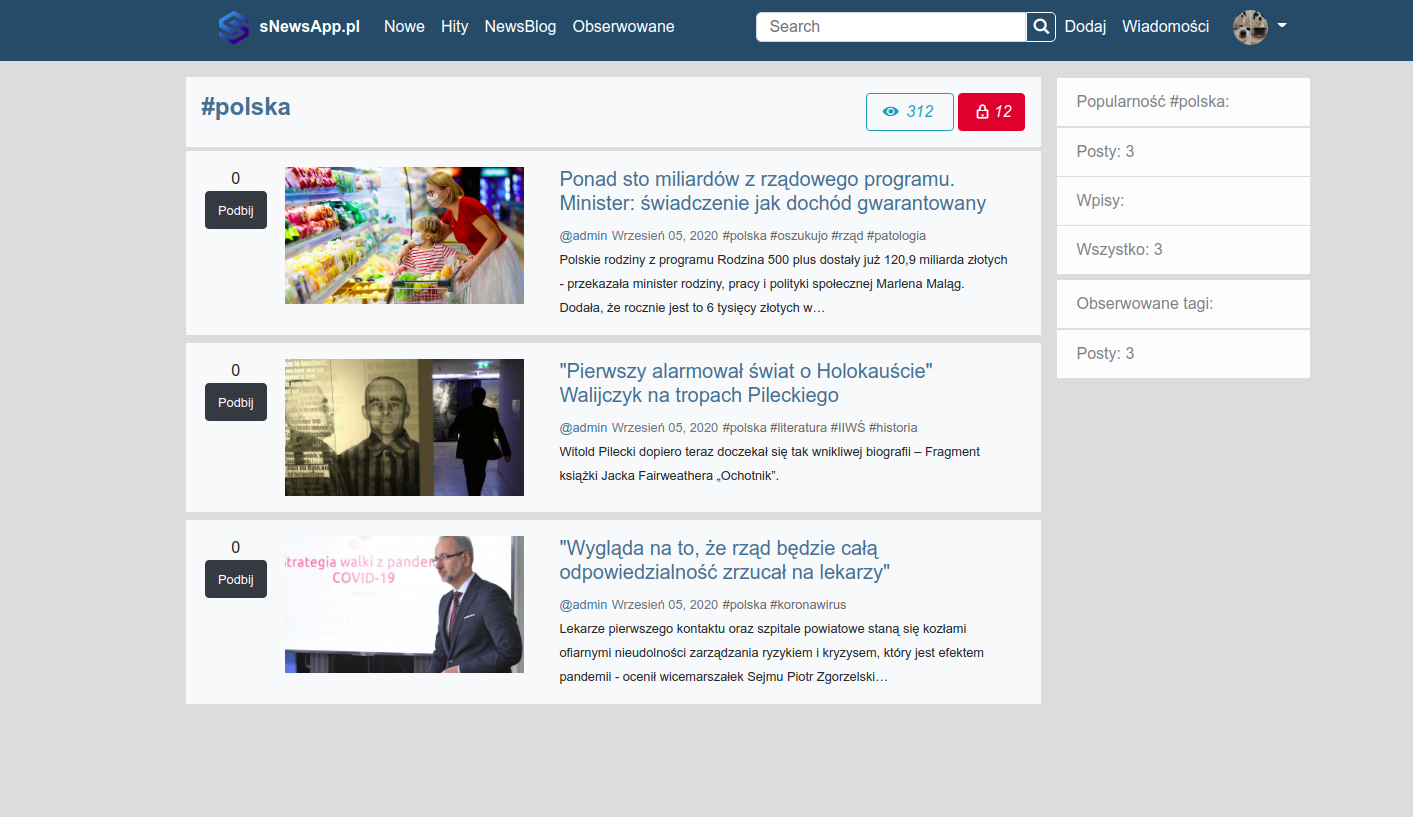 sNewsApp.pl Nowe Hity NewsBlog Obserwowane Search Dodaj Wiadomości
#polska 312 12
0
Podbij
Ponad sto miliardów z rządowego programu.
Minister: świadczenie jak dochód gwarantowany
@admin Wrzesień 05, 2020 #polska #oszukujo #rząd #patologia
Polskie rodziny z programu Rodzina 500 plus dostały już 120,9 miliarda złotych
- przekazała minister rodziny, pracy i polityki społecznej Marlena Maląg.
Dodała, że rocznie jest to 6 tysięcy złotych w…
0
Podbij
"Pierwszy alarmował świat o Holokauście"
Walijczyk na tropach Pileckiego
@admin Wrzesień 05, 2020 #polska #literatura #IIWŚ #historia
Witold Pilecki dopiero teraz doczekał się tak wnikliwej biografii – Fragment
książki Jacka Fairweathera „Ochotnik”.
0
Podbij
strategia walki z pandem
COVID-19
"Wygląda na to, że rząd będzie całą
odpowiedzialność zrzucał na lekarzy"
@admin Wrzesień 05, 2020 #polska #koronawirus
Lekarze pierwszego kontaktu oraz szpitale powiatowe staną się kozłami
ofiarnymi nieudolności zarządzania ryzykiem i kryzysem, który jest efektem
pandemii - ocenił wicemarszałek Sejmu Piotr Zgorzelski…
Popularność #polska:
Posty: 3
Wpisy:
Wszystko: 3
Obserwowane tagi:
Posty: 3